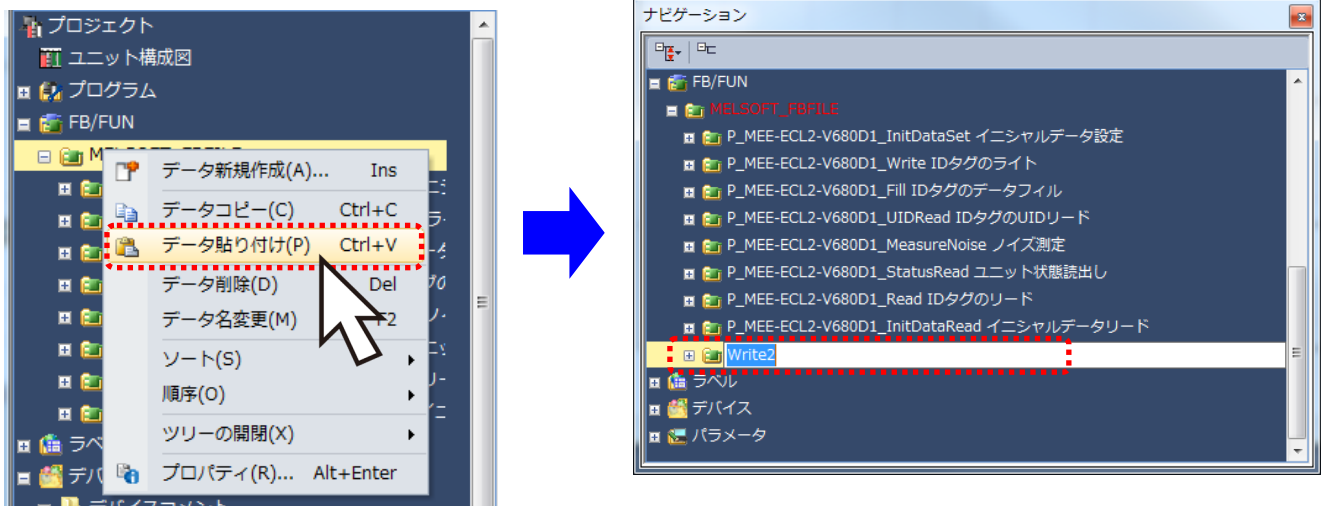 プロジェクト
ユニット構成図
プログラム
FB/FUN
データ新規作成(A)... Ins
データコピー(C) Ctrl+C
データ貼り付け(P) Ctrl+V
データ削除(D) Del
データ名変更(M) F2
ソート(S)
順序(O)
ツリーの開閉(X)
プロパティ(R)... Alt+Enter
ナビゲーション
FB/FUN
MELSOFT_FBFILE
P_MEE-ECL2-V680D1_InitDataSet イニシャルデータ設定
P_MEE-ECL2-V680D1_Write IDタグのライト
P_MEE-ECL2-V680D1_Fill IDタグのデータフィル
P_MEE-ECL2-V680D1_UIDRead IDタグのUIDリード
P_MEE-ECL2-V680D1_MeasureNoise ノイズ測定
P_MEE-ECL2-V680D1_StatusRead ユニット状態読出し
P_MEE-ECL2-V680D1_Read IDタグのリード
P_MEE-ECL2-V680D1_InitDataRead イニシャルデータリード
Write2
ラベル
デバイス
パラメータ